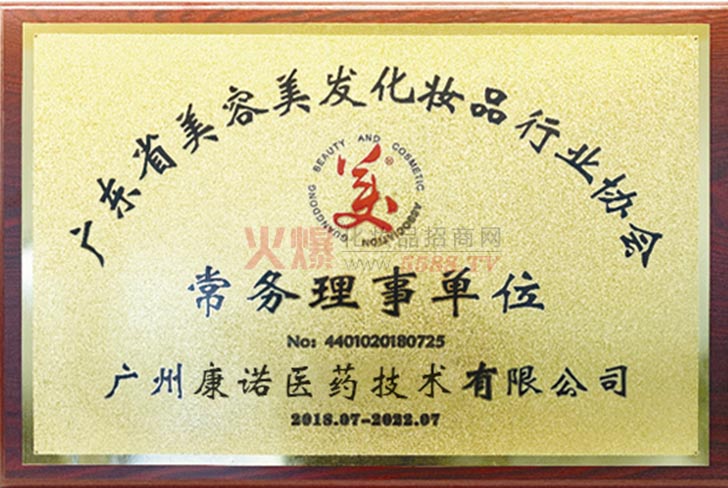 广东省美容美发化妆品行业协会
GUANGDONG BEAUTY AND COSMETIC ASSOCIATION
美®
火爆化妆品招商网
www.5588.TV
常务理事单位
No: 4401020180725
广州康诺医药技术有限公司
2018.07-2022.07